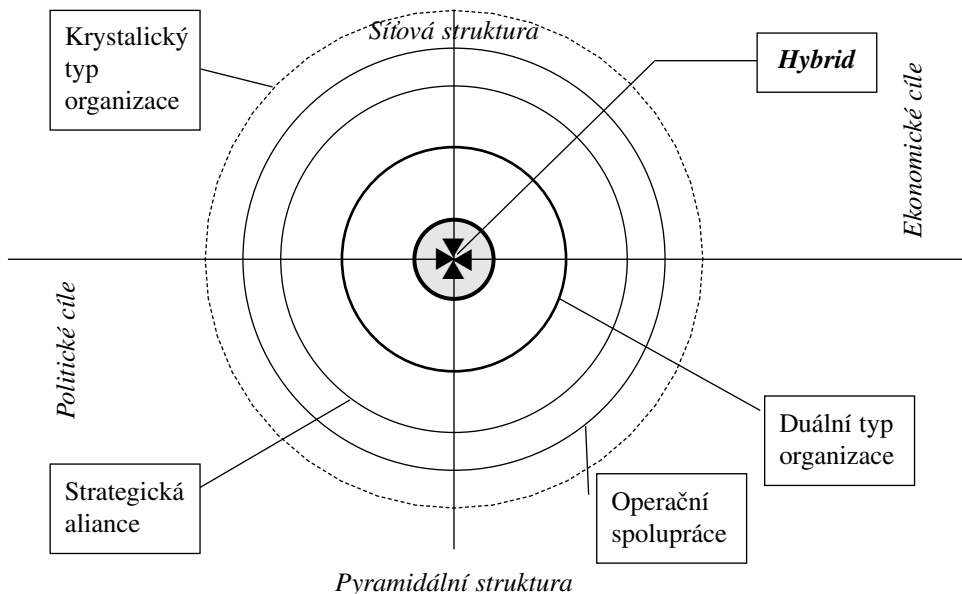 Krystalický
typ
organizace
Síťová struktura
Hybrid
Ekonomické cíle
Politické cíle
Duální typ
organizace
Strategická
aliance
Operační
spolupráce
Pyramidální struktura